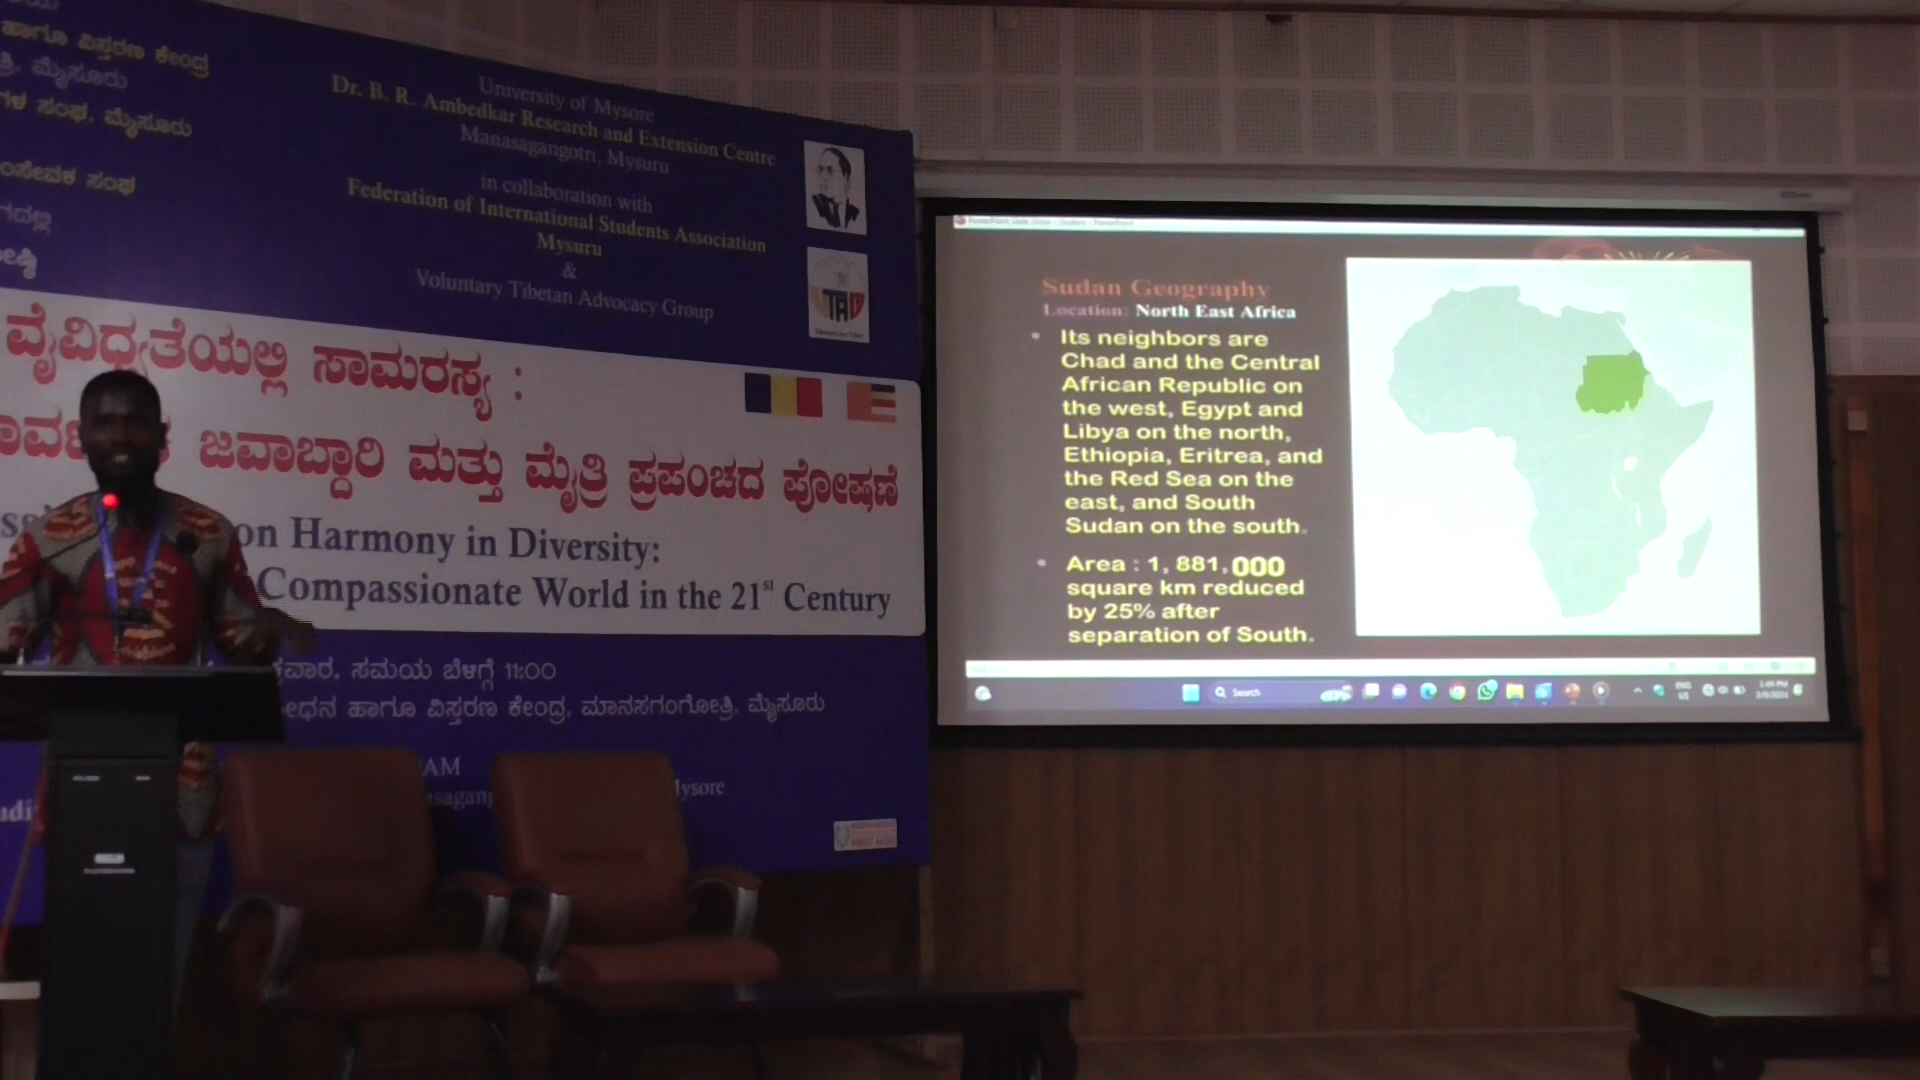 ಹಾಗೂ ವಿಸ್ತರಣ ಕೇಂದ್ರ
ಮೈಸೂರು
ಸಂಘ, ಮೈಸೂರು
ಸಂಘ
University of Mysore
Dr. B. R. Ambedkar Research and Extension Centre
Manasagangotri, Mysuru
in collaboration with
Federation of International Students Association
Mysuru
&
Voluntary Tibetan Advocacy Group
ವೈವಿಧ್ಯತೆಯಲ್ಲಿ ಸಾಮರಸ್ಯ :
ಜವಾಬ್ದಾರಿ ಮತ್ತು ಮೈತ್ರಿ ಪ್ರಪಂಚದ ಪೋಷಣೆ
on Harmony in Diversity:
Compassionate World in the 21st Century
ಸಮಯ ಬೆಳಿಗ್ಗೆ 11:00
ಹಾಗೂ ವಿಸ್ತರಣ ಕೇಂದ್ರ, ಮಾನಸಗಂಗೋತ್ರಿ, ಮೈಸೂರು
AM
Sudan Geography
Location: North East Africa
• Its neighbors are
Chad and the Central
African Republic on
the west, Egypt and
Libya on the north,
Ethiopia, Eritrea, and
the Red Sea on the
east, and South
Sudan on the south.
• Area : 1, 881,000
square km reduced
by 25% after
separation of South.
Search